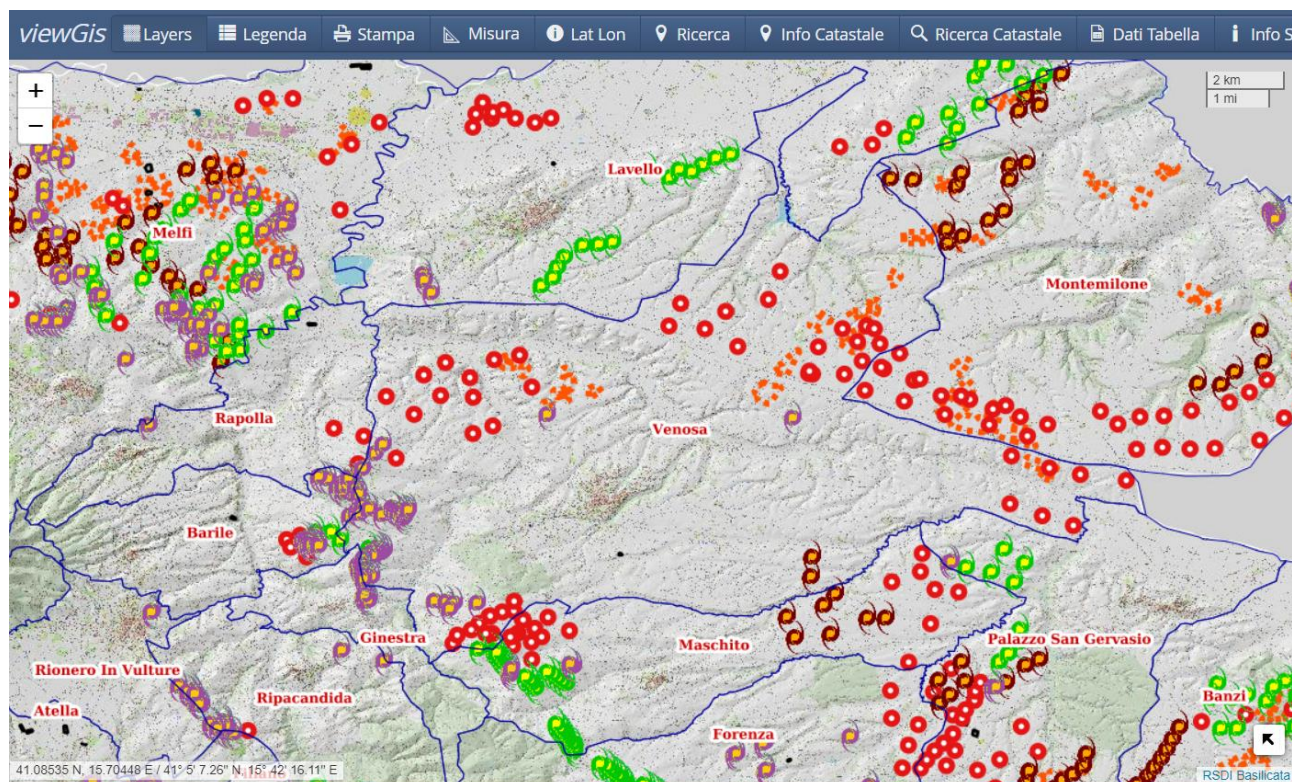 viewGis Layers Legenda Stampa Misura Lat Lon Ricerca Info Catastale Ricerca Catastale Dati Tabella Info S
+
−
2 km
1 mi
Lavello
Melfi
Montemilone
Rapolla
Venosa
Barile
Ginestra
Maschito
Palazzo San Gervasio
Rionero In Vulture
Ripacandida
Banzi
Atella
Forenza
41.08535 N, 15.70448 E / 41° 5' 7.26" N, 15° 42' 16.11" E
RSDI Basilicata